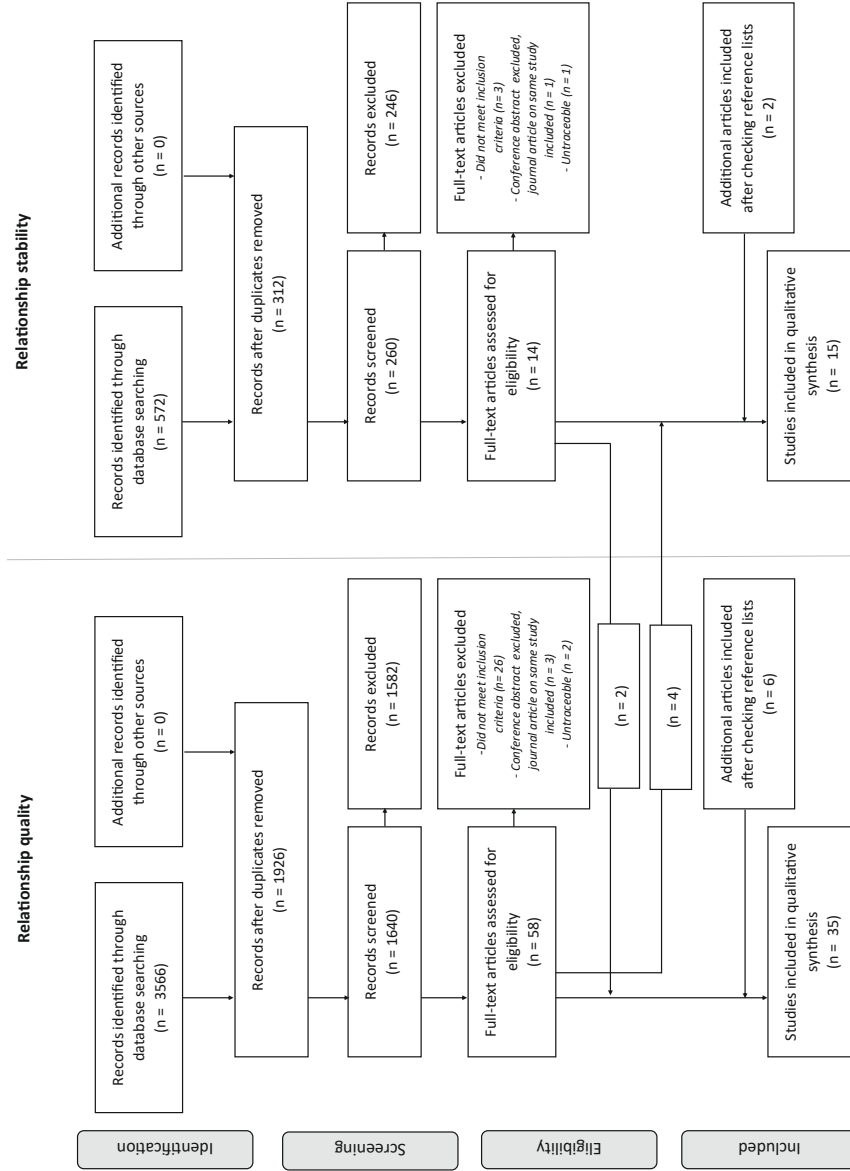 Relationship quality
Relationship stability
Identification
Records identified through
database searching
(n = 3566)
Additional records identified
through other sources
(n = 0)
Records identified through
database searching
(n = 572)
Additional records identified
through other sources
(n = 0)
Records after duplicates removed
(n = 1926)
Records after duplicates removed
(n = 312)
Screening
Records screened
(n = 1640)
Records excluded
(n = 1582)
Records screened
(n = 260)
Records excluded
(n = 246)
Eligibility
Full-text articles assessed for
eligibility
(n = 58)
Full-text articles excluded
-Did not meet inclusion
criteria (n= 26)
- Conference abstract excluded,
journal article on same study
included (n = 3)
- Untraceable (n = 2)
Full-text articles assessed for
eligibility
(n = 14)
Full-text articles excluded
- Did not meet inclusion
criteria (n= 3)
- Conference abstract excluded,
journal article on same study
included (n = 1)
- Untraceable (n = 1)
(n = 2)
(n = 4)
Included
Additional articles included
after checking reference lists
(n = 6)
Additional articles included
after checking reference lists
(n = 2)
Studies included in qualitative
synthesis
(n = 35)
Studies included in qualitative
synthesis
(n = 15)